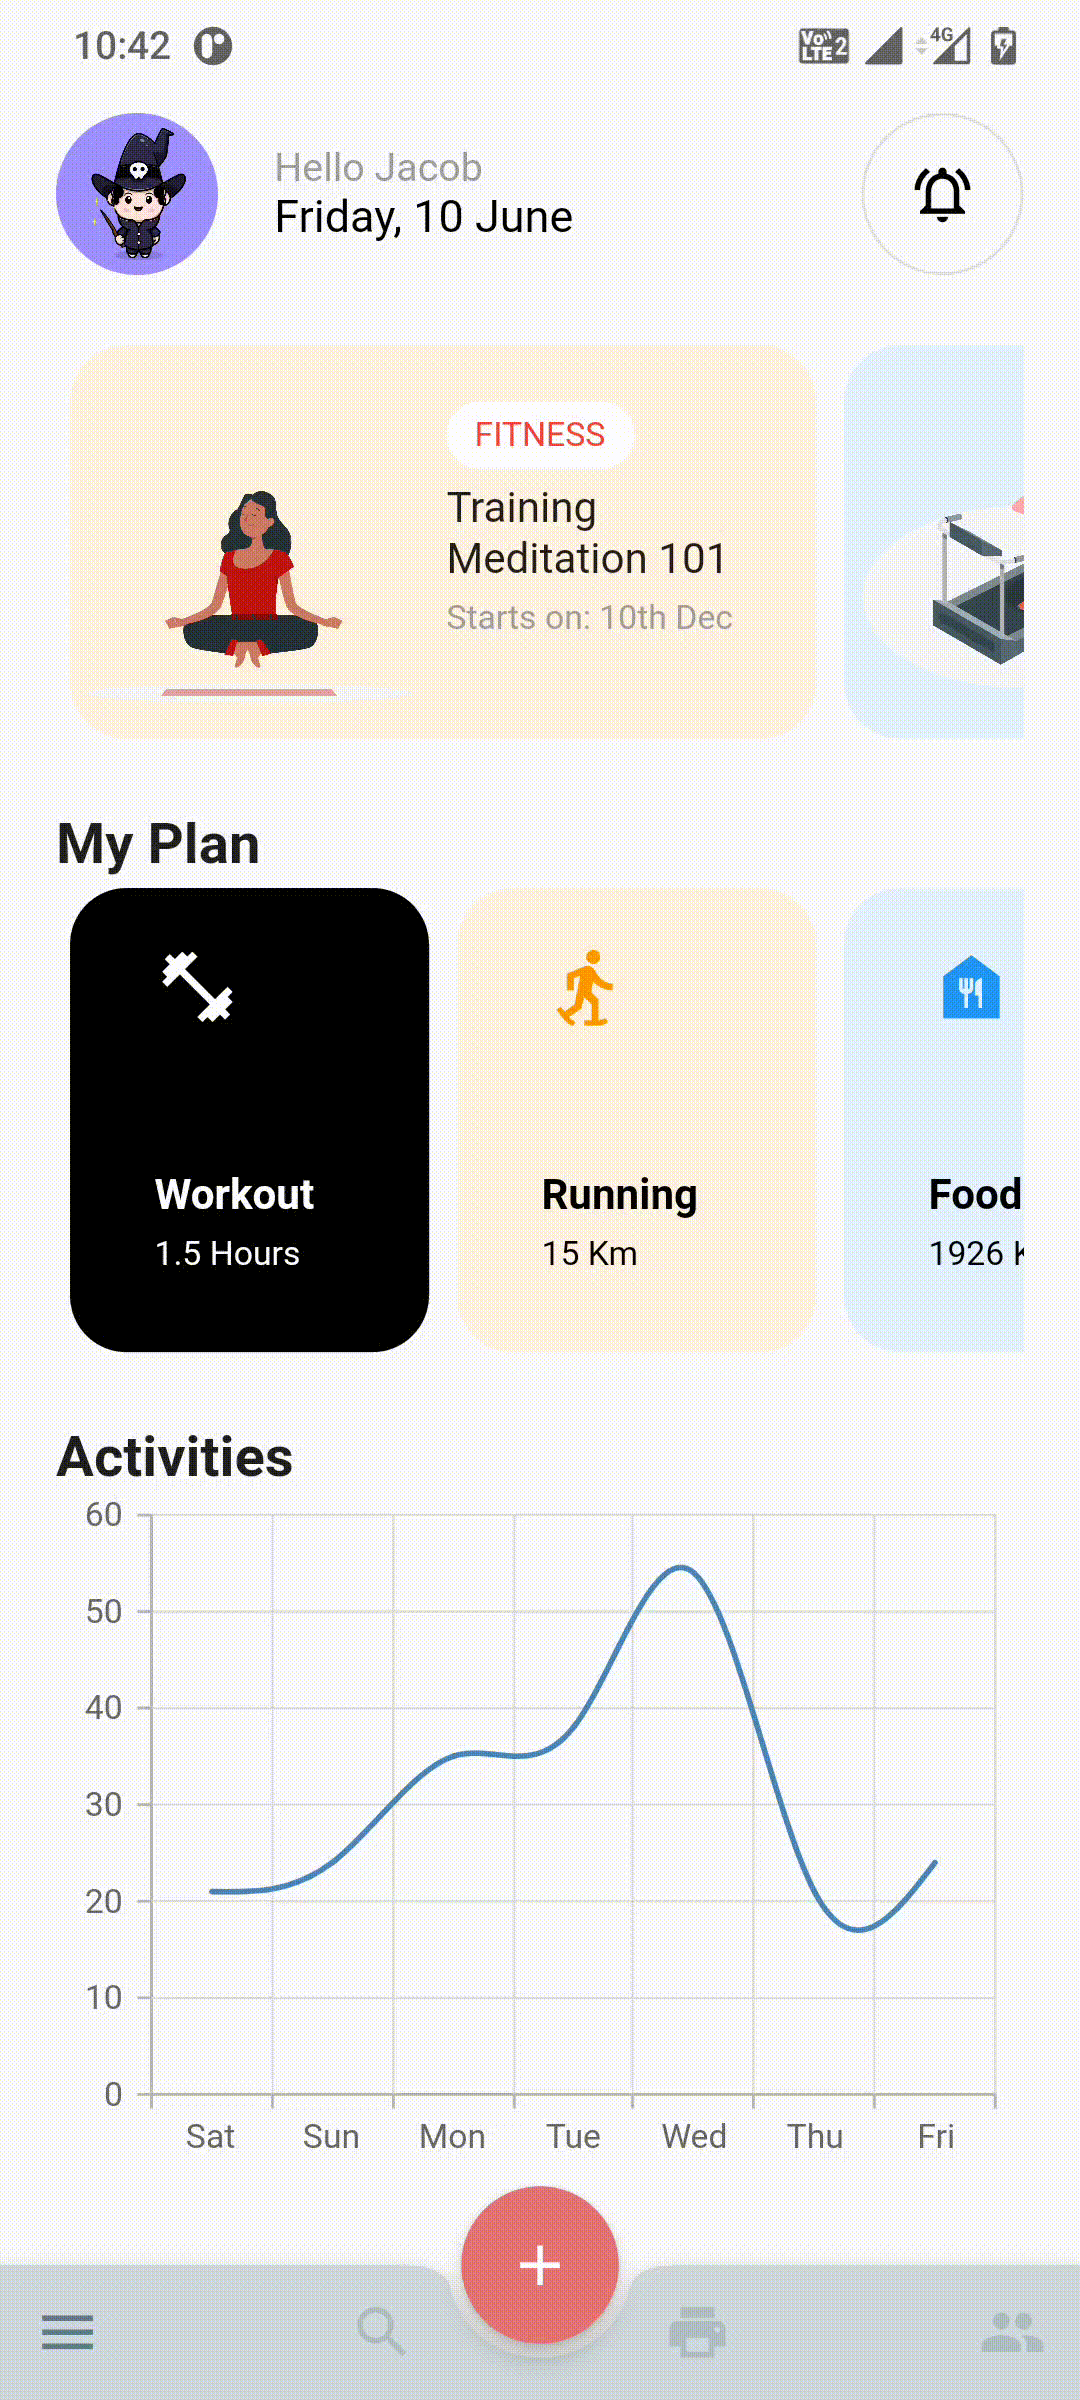 10:42
Vo)) LTE 2
4G
Hello Jacob
Friday, 10 June
FITNESS
Training
Meditation 101
Starts on: 10th Dec
My Plan
Workout
1.5 Hours
Running
15 Km
Food
1926 K
Activities
60
50
40
30
20
10
0
Sat Sun Mon Tue Wed Thu Fri